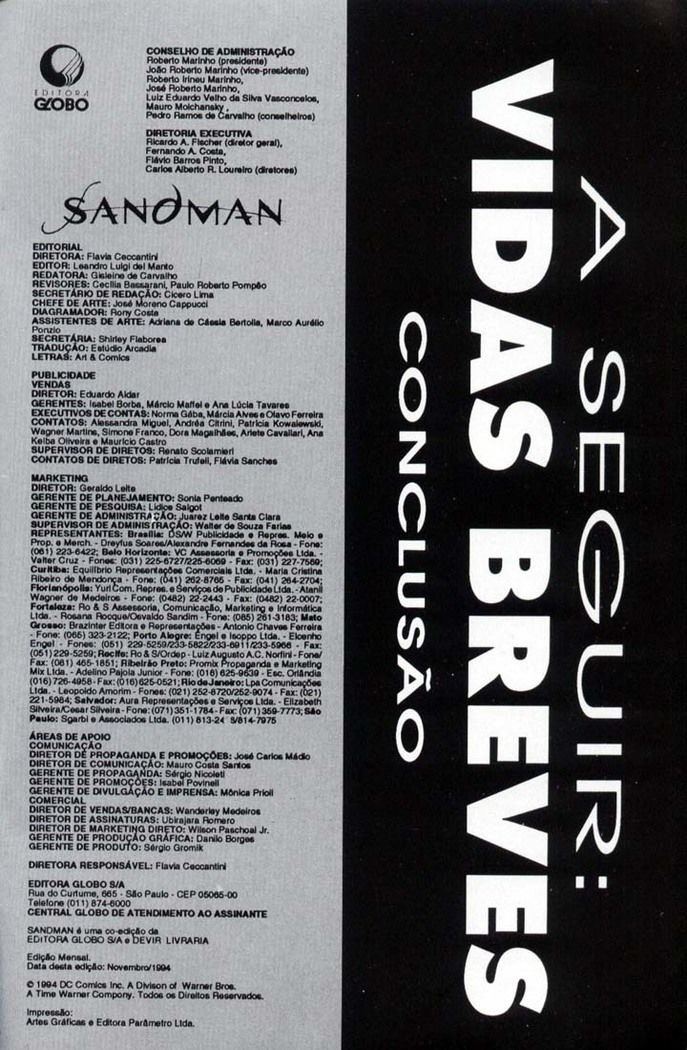 EDITORA
GLOBO
CONSELHO DE ADMINISTRAÇÃO
Roberto Marinho (presidente)
João Roberto Marinho (vice-presidente)
Roberto Irineu Marinho,
José Roberto Marinho,
Luiz Eduardo Velho da Silva Vasconcelos,
Mauro Molchansky,
Pedro Ramos de Carvalho (conselheiros)
DIRETORIA EXECUTIVA
Ricardo A. Fischer (diretor geral),
Fernando A. Costa,
Flávio Barros Pinto,
Carlos Alberto R. Loureiro (diretores)
SANDMAN
EDITORIAL
DIRETORA: Flavia Ceccantini
EDITOR: Leandro Luigi del Manto
REDATORA: Gisleine de Carvalho
REVISORES: Cecília Bassarani, Paulo Roberto Pompêo
SECRETÁRIO DE REDAÇÃO: Cicero Lima
CHEFE DE ARTE: José Moreno Cappucci
DIAGRAMADOR: Rony Costa
ASSISTENTES DE ARTE: Adriana de Cássia Bertolla, Marco Aurélio
Ponzio
SECRETÁRIA: Shirley Flaborea
TRADUÇÃO: Estúdio Arcadia
LETRAS: Art & Comics
PUBLICIDADE
VENDAS
DIRETOR: Eduardo Aidar
GERENTES: Isabel Borba, Márcio Maffei e Ana Lúcia Tavares
EXECUTIVOS DE CONTAS: Norma Gába, Márcia Alves e Olavo Ferreira
CONTATOS: Alessandra Miguel, Andréa Citrini, Patrícia Kowalewski,
Wagner Martins, Simone Franco, Dora Magalhães, Arlete Cavallari, Ana
Kelba Oliveira e Mauricio Castro
SUPERVISOR DE DIRETOS: Renato Scolamieri
CONTATOS DE DIRETOS: Patrícia Trufeli, Flávia Sanches
MARKETING
DIRETOR: Geraldo Leite
GERENTE DE PLANEJAMENTO: Sonia Penteado
GERENTE DE PESQUISA: Lídice Salgot
GERENTE DE ADMINISTRAÇÃO: Juarez Leite Santa Clara
SUPERVISOR DE ADMINISTRAÇÃO: Walter de Souza Farias
REPRESENTANTES: Brasília: DS/W Publicidade e Repres. Meio e
Prop. e Merch. - Dreyfus Soares/Alexandre Fernandes da Rosa - Fone:
(061) 223-6422; Belo Horizonte: VC Assessoria e Promoções Ltda. -
Valter Cruz - Fones: (031) 225-6727/225-6069 - Fax: (031) 227-7569;
Curitiba: Equilíbrio Representações Comerciais Ltda. - Maria Cristina
Ribeiro de Mendonça - Fone: (041) 262-8765 - Fax: (041) 264-2704;
Florianópolis: Yuri Com. Repres. e Serviços de Publicidade Ltda. - Atanil
Wagner de Medeiros - Fone: (0482) 22-2443 - Fax: (0482) 22-0007;
Fortaleza: Ro & S Assessoria, Comunicação, Marketing e Informática
Ltda. - Rosana Rocque/Osvaldo Sandim - Fone: (085) 261-3183; Mato
Grosso: Brazinter Editora e Representações - Antonio Chaves Ferreira
- Fone: (065) 323-2122; Porto Alegre: Engel e Isoppo Ltda. - Elcenho
Engel - Fones: (051) 229-5259/233-5822/233-6911/233-5966 - Fax:
(051) 229-5259; Recife: Ro & S/Ordep - Luiz Augusto A.C. Norfini - Fone/
Fax: (081) 465-1851; Ribeirão Preto: Promix Propaganda e Marketing
Mix Ltda. - Adelino Pajola Junior - Fone: (016) 625-9639 - Esc. Orlândia
(016) 726-4958 - Fax: (016) 625-0521; Rio de Janeiro: Lpa Comunicações
Ltda. - Leopoldo Amorim - Fones: (021) 252-8720/252-9074 - Fax: (021)
221-5984; Salvador: Aura Representações e Serviços Ltda. - Elizabeth
Silveira/Cesar Silveira - Fone: (071) 351-1784 - Fax: (071) 359-7773; São
Paulo: Sgarbi e Associados Ltda. (011) 813-24 8/814-7975
ÁREAS DE APOIO
COMUNICAÇÃO
DIRETOR DE PROPAGANDA E PROMOÇÕES: José Carlos Mádio
DIRETOR DE COMUNICAÇÃO: Mauro Costa Santos
GERENTE DE PROPAGANDA: Sérgio Nicoleti
GERENTE DE PROMOÇÕES: Isabel Povineli
GERENTE DE DIVULGAÇÃO E IMPRENSA: Mônica Prioli
COMERCIAL
DIRETOR DE VENDAS/BANCAS: Wanderley Medeiros
DIRETOR DE ASSINATURAS: Ubirajara Romero
DIRETOR DE MARKETING DIRETO: Wilson Paschoal Jr.
GERENTE DE PRODUÇÃO GRÁFICA: Danilo Borges
GERENTE DE PRODUTO: Sérgio Gromik
DIRETORA RESPONSÁVEL: Flavia Ceccantini
EDITORA GLOBO S/A
Rua do Curtume, 665 - São Paulo - CEP 05065-00
Telefone (011) 874-6000
CENTRAL GLOBO DE ATENDIMENTO AO ASSINANTE
SANDMAN é uma co-edição da
EDITORA GLOBO S/A e DEVIR LIVRARIA
Edição Mensal.
Data desta edição: Novembro/1994
© 1994 DC Comics Inc. A Divison of Warner Bros.
A Time Warner Company. Todos os Direitos Reservados.
Impressão:
Artes Gráficas e Editora Parâmetro Ltda.
A SEGUIR:
VIDAS BREVES
CONCLUSÃO